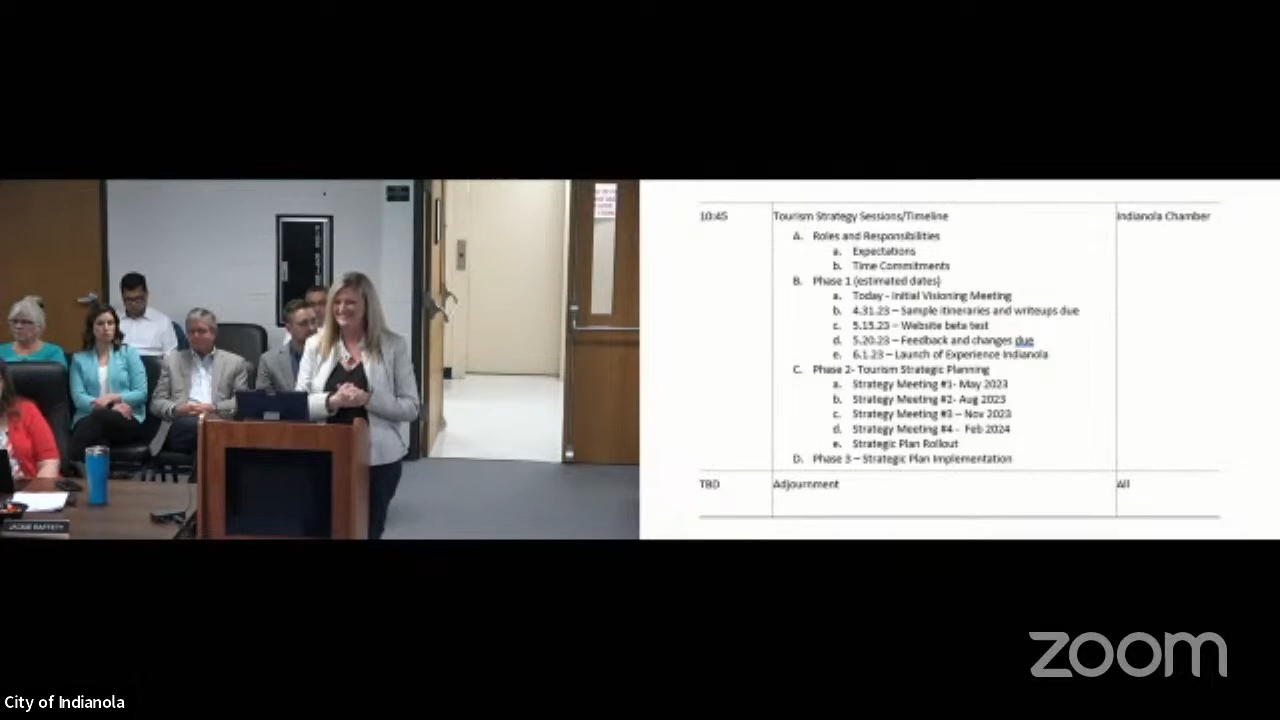 10:45 Tourism Strategy Sessions/Timeline Indianola Chamber
A. Roles and Responsibilities
a. Expectations
b. Time Commitments
B. Phase 1 (estimated dates)
a. Today - Initial Visioning Meeting
b. 4.31.23 – Sample itineraries and writeups due
c. 5.15.23 – Website beta test
d. 5.20.23 – Feedback and changes due
e. 6.1.23 – Launch of Experience Indianola
C. Phase 2- Tourism Strategic Planning
a. Strategy Meeting #1- May 2023
b. Strategy Meeting #2- Aug 2023
c. Strategy Meeting #3 – Nov 2023
d. Strategy Meeting #4 - Feb 2024
e. Strategic Plan Rollout
D. Phase 3 – Strategic Plan Implementation
TBD Adjournment All
JACKIE RAFFETY
zoom
City of Indianola